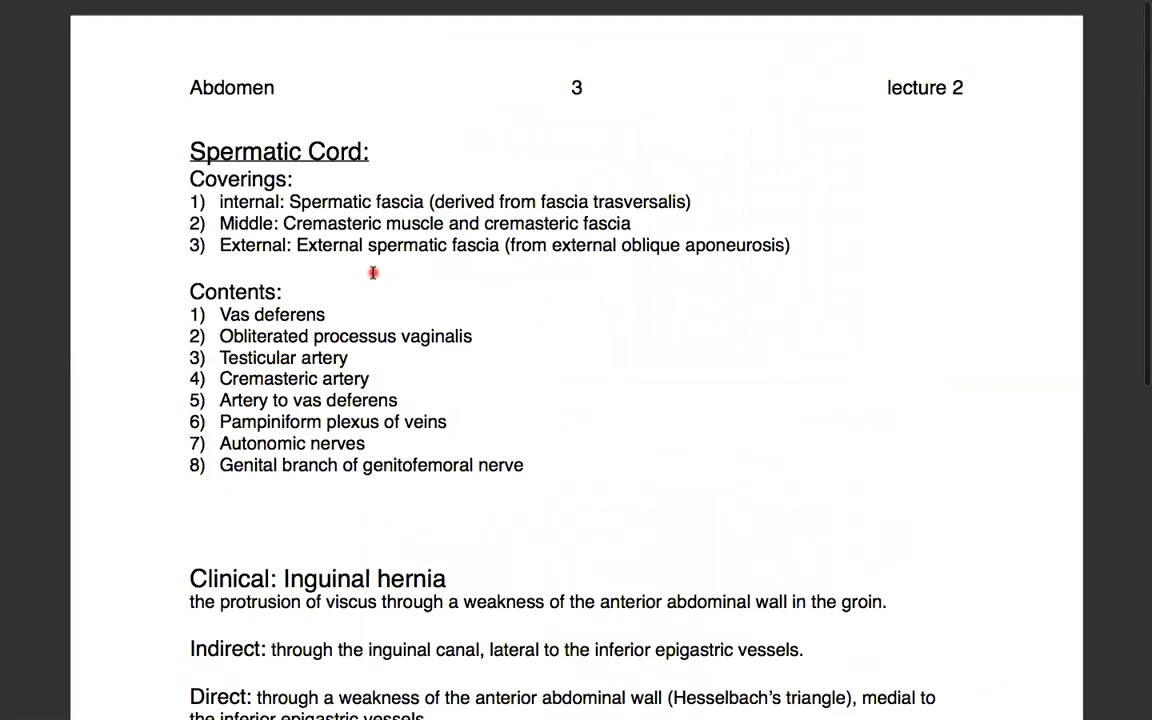 Abdomen 3 lecture 2
Spermatic Cord:
Coverings:
1) internal: Spermatic fascia (derived from fascia trasversalis)
2) Middle: Cremasteric muscle and cremasteric fascia
3) External: External spermatic fascia (from external oblique aponeurosis)
Contents:
1) Vas deferens
2) Obliterated processus vaginalis
3) Testicular artery
4) Cremasteric artery
5) Artery to vas deferens
6) Pampiniform plexus of veins
7) Autonomic nerves
8) Genital branch of genitofemoral nerve
Clinical: Inguinal hernia
the protrusion of viscus through a weakness of the anterior abdominal wall in the groin.
Indirect: through the inguinal canal, lateral to the inferior epigastric vessels.
Direct: through a weakness of the anterior abdominal wall (Hesselbach's triangle), medial to
the inferior epigastric vessels.